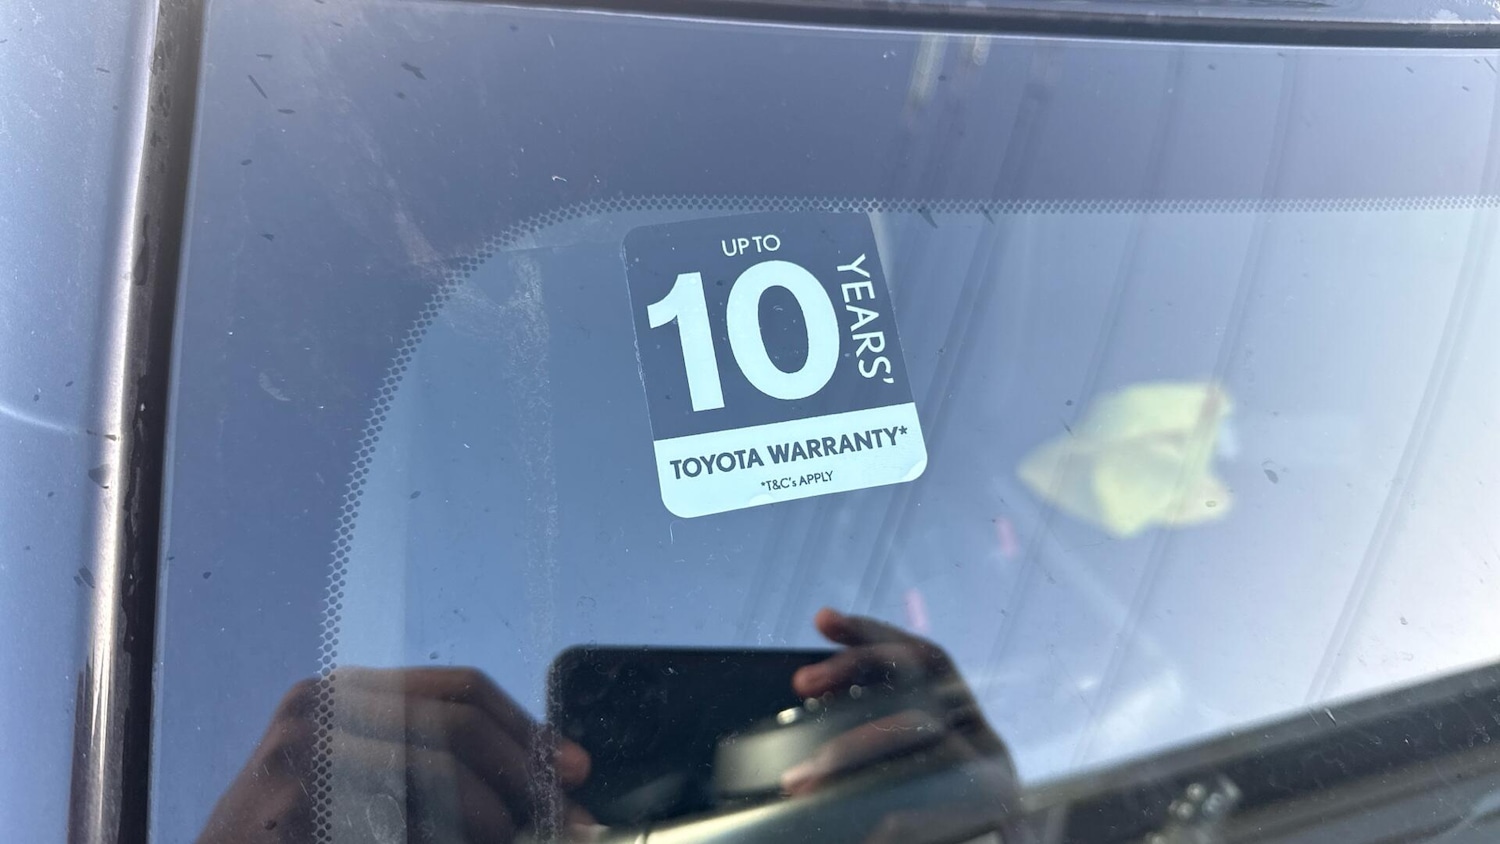 UP TO
10
YEARS'
TOYOTA WARRANTY*
*T&C's APPLY